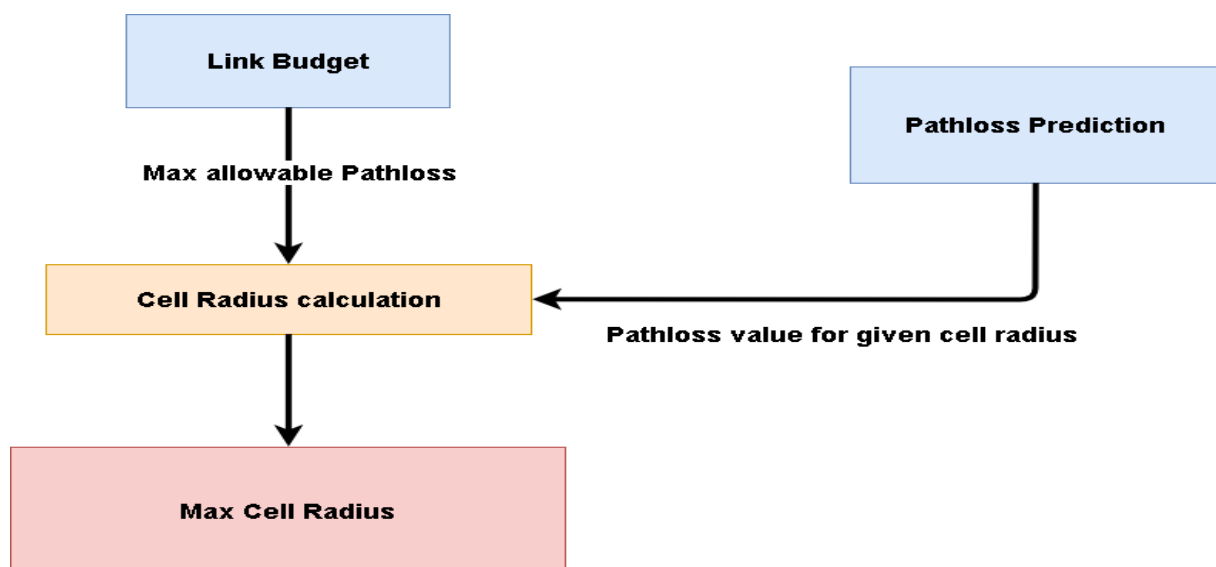 Link Budget
Pathloss Prediction
Max allowable Pathloss
Cell Radius calculation
Pathloss value for given cell radius
Max Cell Radius